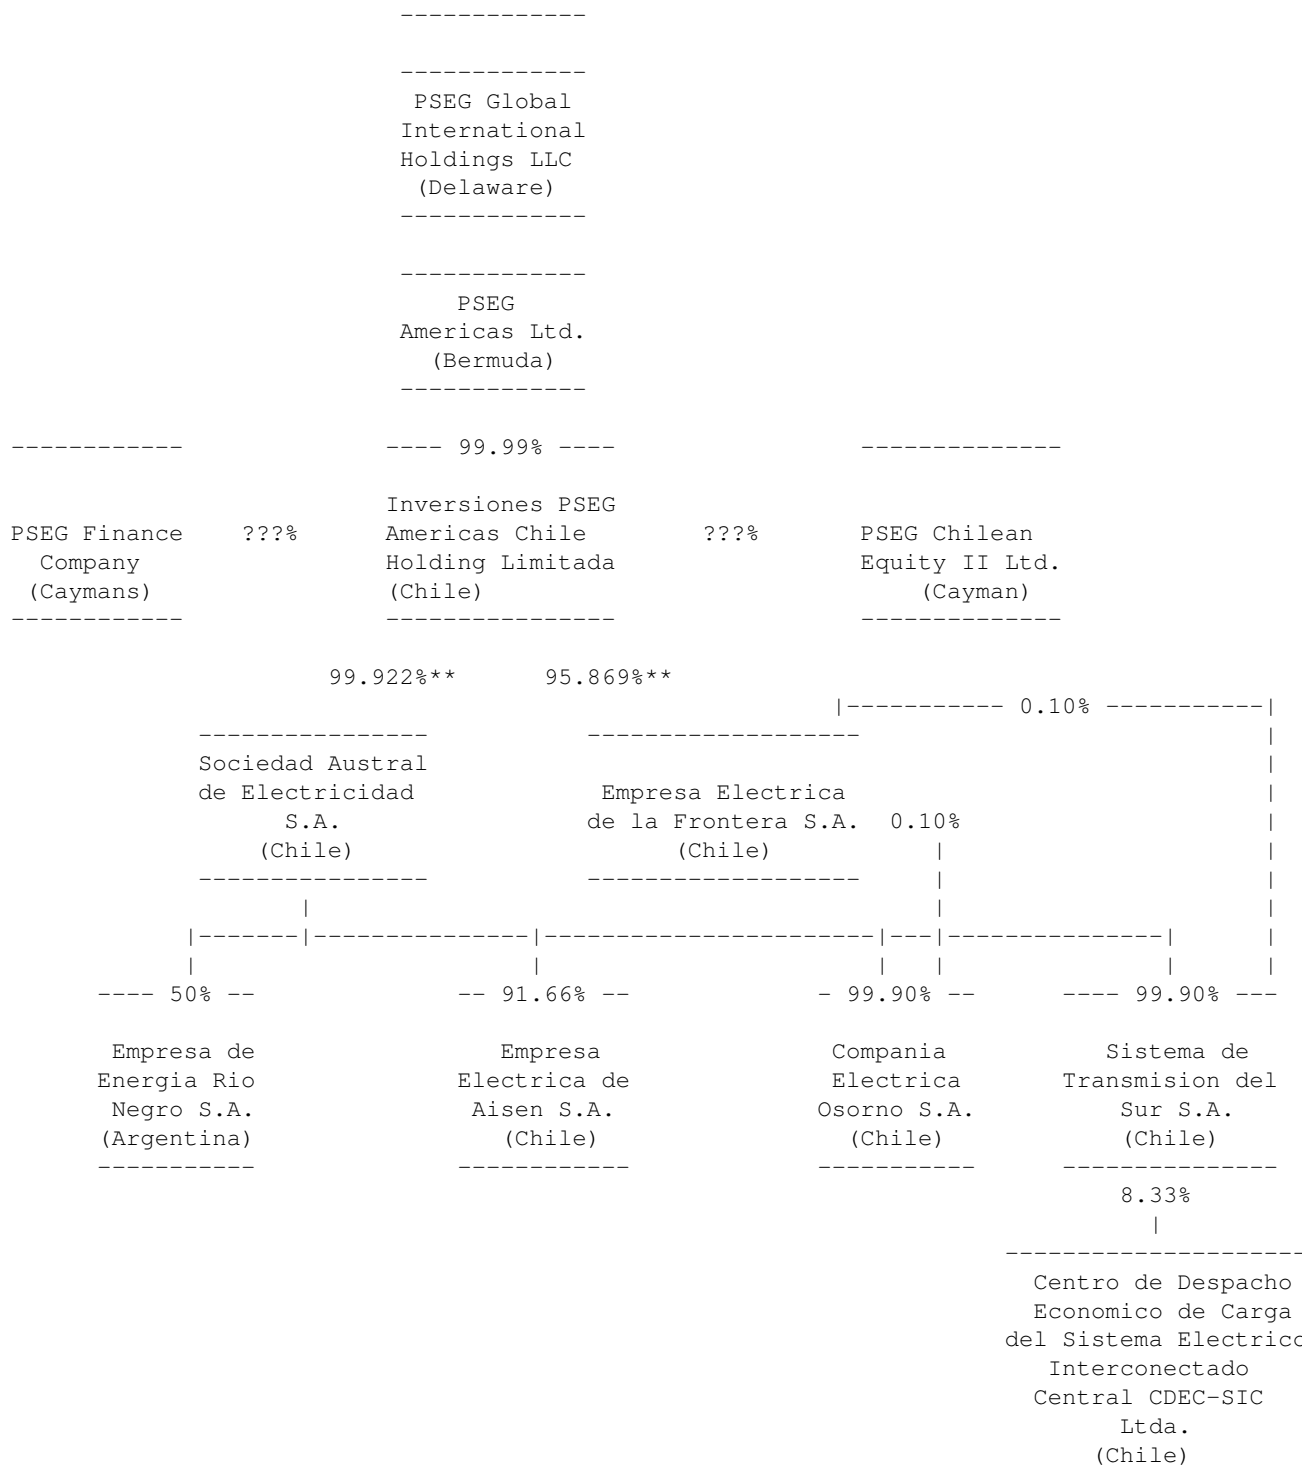 -------------
-------------
PSEG Global
International
Holdings LLC
(Delaware)
-------------
-------------
PSEG
Americas Ltd.
(Bermuda)
-------------
------------ ---- 99.99% ---- --------------
Inversiones PSEG
PSEG Finance ???% Americas Chile ???% PSEG Chilean
Company Holding Limitada Equity II Ltd.
(Caymans) (Chile) (Cayman)
------------ ---------------- --------------
99.922%** 95.869%**
|----------- 0.10% -----------|
---------------- ------------------- |
Sociedad Austral |
de Electricidad Empresa Electrica |
S.A. de la Frontera S.A. 0.10% |
(Chile) (Chile) | |
---------------- ------------------- | |
| | |
|-------|---------------|-----------------------|---|---------------| |
| | | | | |
---- 50% -- -- 91.66% -- - 99.90% -- ---- 99.90% ---
Empresa de Empresa Compania Sistema de
Energia Rio Electrica de Electrica Transmision del
Negro S.A. Aisen S.A. Osorno S.A. Sur S.A.
(Argentina) (Chile) (Chile) (Chile)
----------- ------------ ----------- ---------------
8.33%
|
---------------------
Centro de Despacho
Economico de Carga
del Sistema Electrico
Interconectado
Central CDEC-SIC
Ltda.
(Chile)